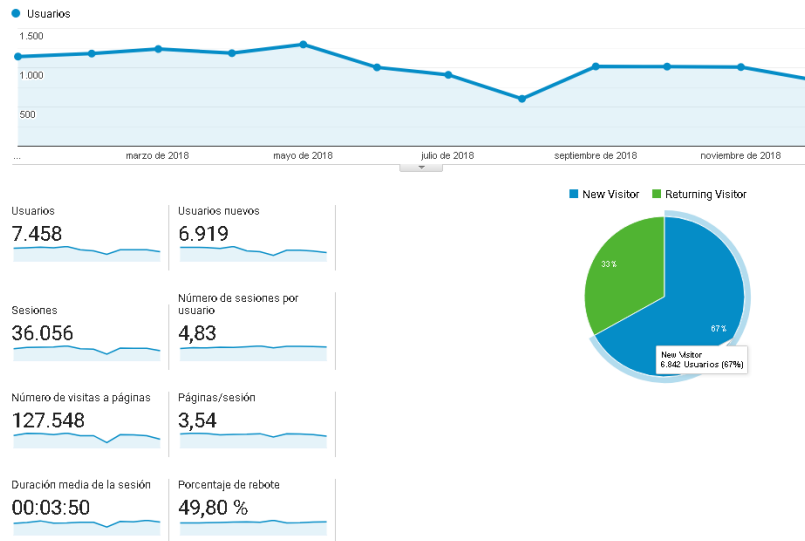 Usuarios
1.500
1.000
500
...
marzo de 2018
mayo de 2018
julio de 2018
septiembre de 2018
noviembre de 2018
New Visitor
Returning Visitor
Usuarios
7.458
Usuarios nuevos
6.919
Sesiones
36.056
Número de sesiones por
usuario
4,83
Número de visitas a páginas
127.548
Páginas/sesión
3,54
Duración media de la sesión
00:03:50
Porcentaje de rebote
49,80 %
33%
67%
New Visitor
6.842 Usuarios (67%)